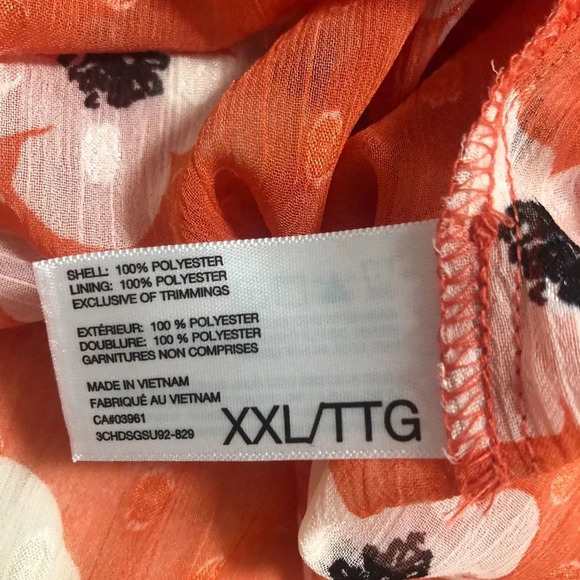 SHELL: 100% POLYESTER
LINING: 100% POLYESTER
EXCLUSIVE OF TRIMMINGS
EXTÉRIEUR: 100 % POLYESTER
DOUBLURE: 100 % POLYESTER
GARNITURES NON COMPRISES
MADE IN VIETNAM
FABRIQUÉ AU VIETNAM
CA#03961
3CHDSGSU92-829
XXL/TTG